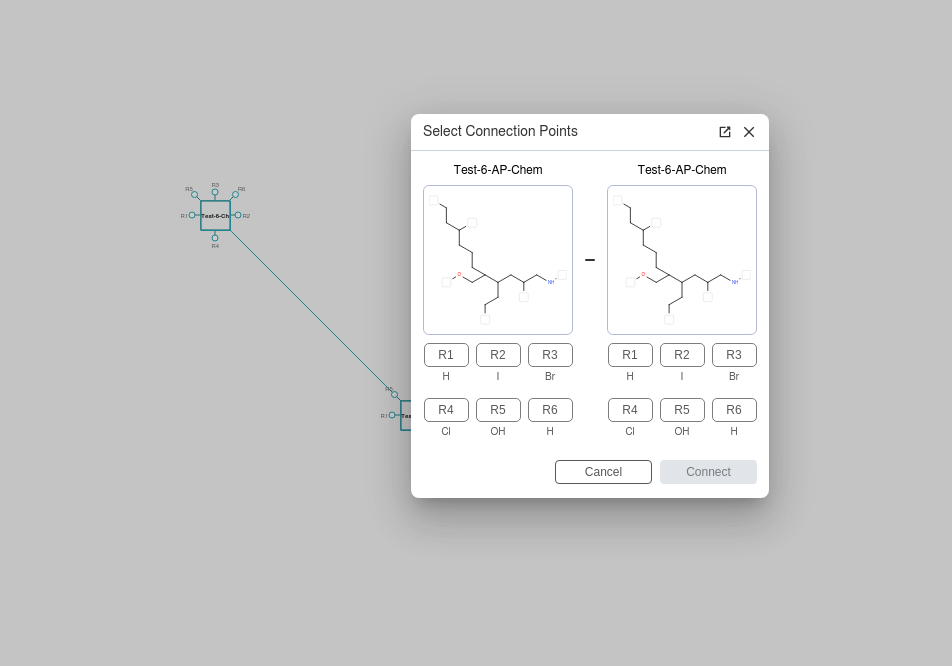 Select Connection Points
Test-6-AP-Chem
Test-6-AP-Chem
R3
R5
R6
R1
Test-6-Ch
R2
R4
O
NH
O
NH
R1
R2
R3
R1
R2
R3
H
I
Br
H
I
Br
R5
R4
R5
R6
R4
R5
R6
R1
Cl
OH
H
Cl
OH
H
Cancel
Connect